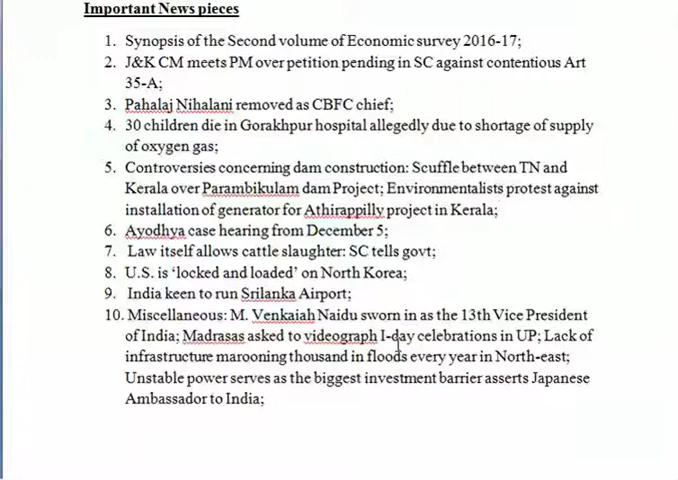 Important News pieces
1. Synopsis of the Second volume of Economic survey 2016-17;
2. J&K CM meets PM over petition pending in SC against contentious Art
35-A;
3. Pahalaj Nihalani removed as CBFC chief;
4. 30 children die in Gorakhpur hospital allegedly due to shortage of supply
of oxygen gas;
5. Controversies concerning dam construction: Scuffle between TN and
Kerala over Parambikulam dam Project; Environmentalists protest against
installation of generator for Athirappilly project in Kerala;
6. Ayodhya case hearing from December 5;
7. Law itself allows cattle slaughter: SC tells govt;
8. U.S. is ‘locked and loaded’ on North Korea;
9. India keen to run Srilanka Airport;
10. Miscellaneous: M. Venkaiah Naidu sworn in as the 13th Vice President
of India; Madrasas asked to videograph I-day celebrations in UP; Lack of
infrastructure marooning thousand in floods every year in North-east;
Unstable power serves as the biggest investment barrier asserts Japanese
Ambassador to India;